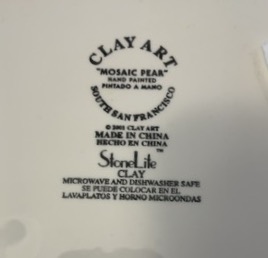 CLAY ART
"MOSAIC PEAR"
HAND PAINTED
PINTADO A MANO
SOUTH SAN FRANCISCO
© 2001 CLAY ART
MADE IN CHINA
HECHO EN CHINA
StoneLite™
CLAY
MICROWAVE AND DISHWASHER SAFE
SE PUEDE COLOCAR EN EL
LAVAPLATOS Y HORNO MICROONDAS